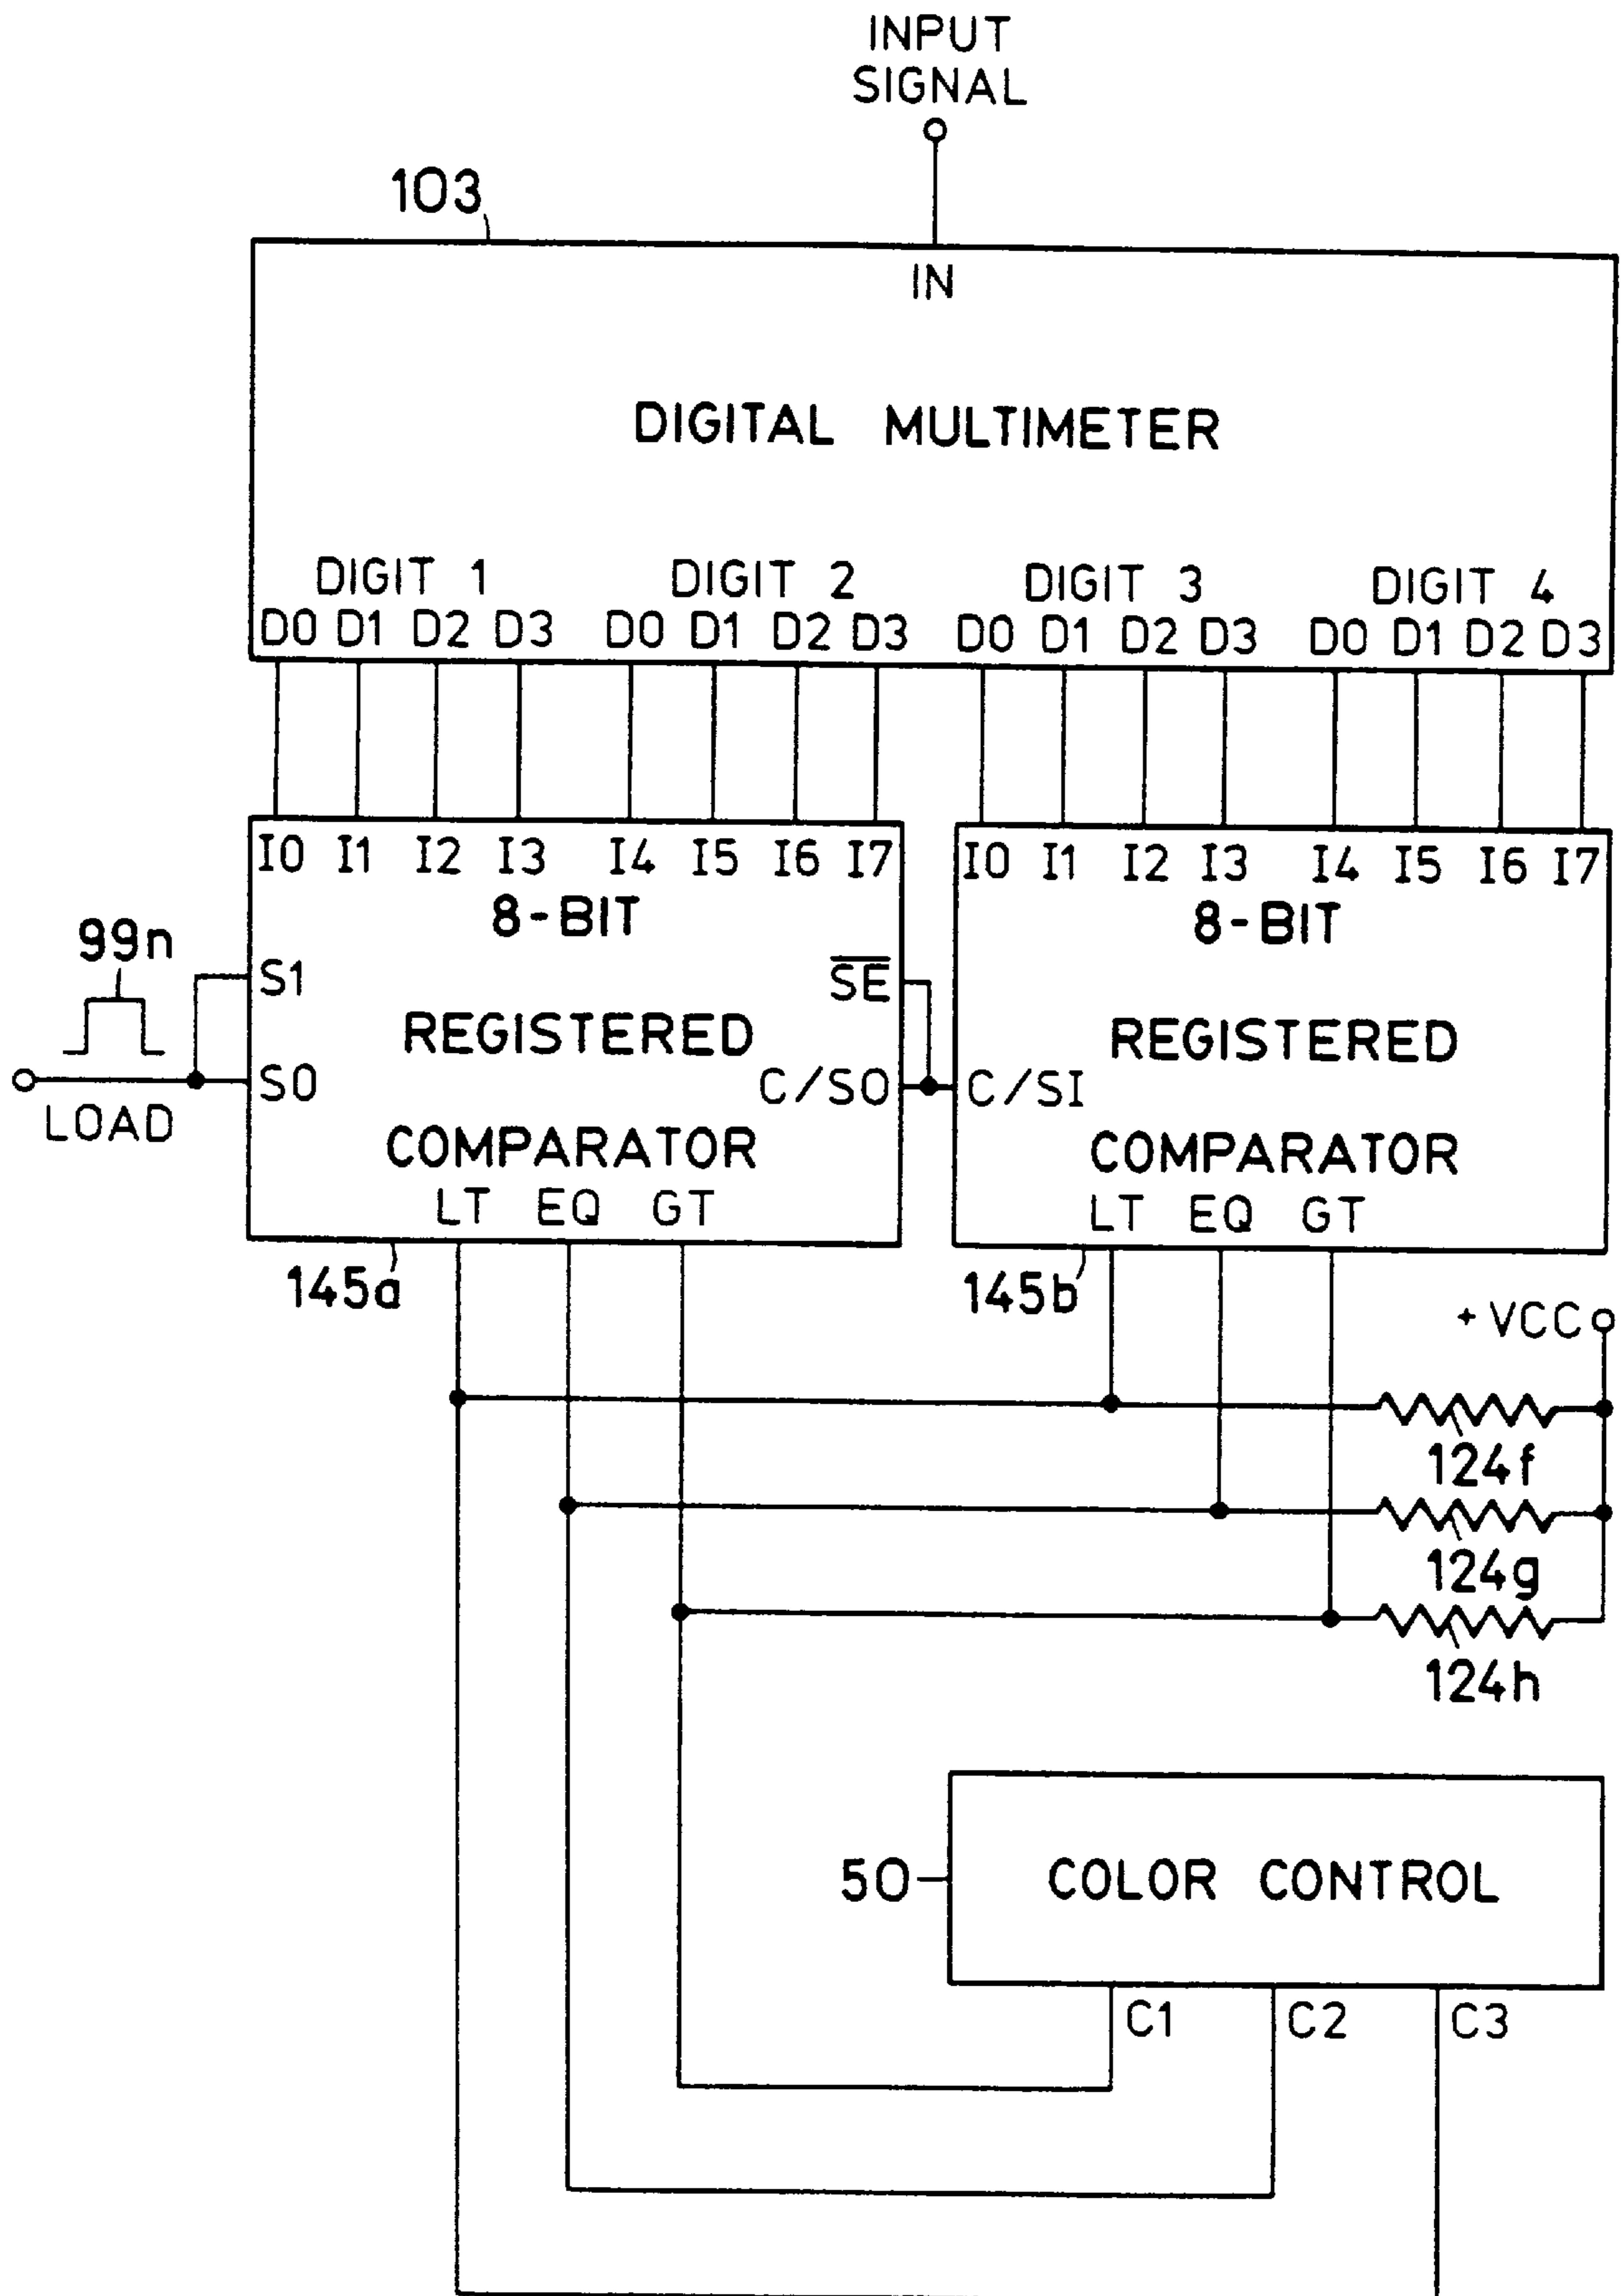 INPUT
SIGNAL
103
IN
DIGITAL MULTIMETER
DIGIT 1 DIGIT 2 DIGIT 3 DIGIT 4
D0 D1 D2 D3 D0 D1 D2 D3 D0 D1 D2 D3 D0 D1 D2 D3
I0 I1 I2 I3 I4 I5 I6 I7 I0 I1 I2 I3 I4 I5 I6 I7
8-BIT 8-BIT
99n
S1 SE
REGISTERED REGISTERED
S0 C/SO C/SI
LOAD
COMPARATOR COMPARATOR
LT EQ GT LT EQ GT
145a 145b
+VCC
124f
124g
124h
50 COLOR CONTROL
C1 C2 C3